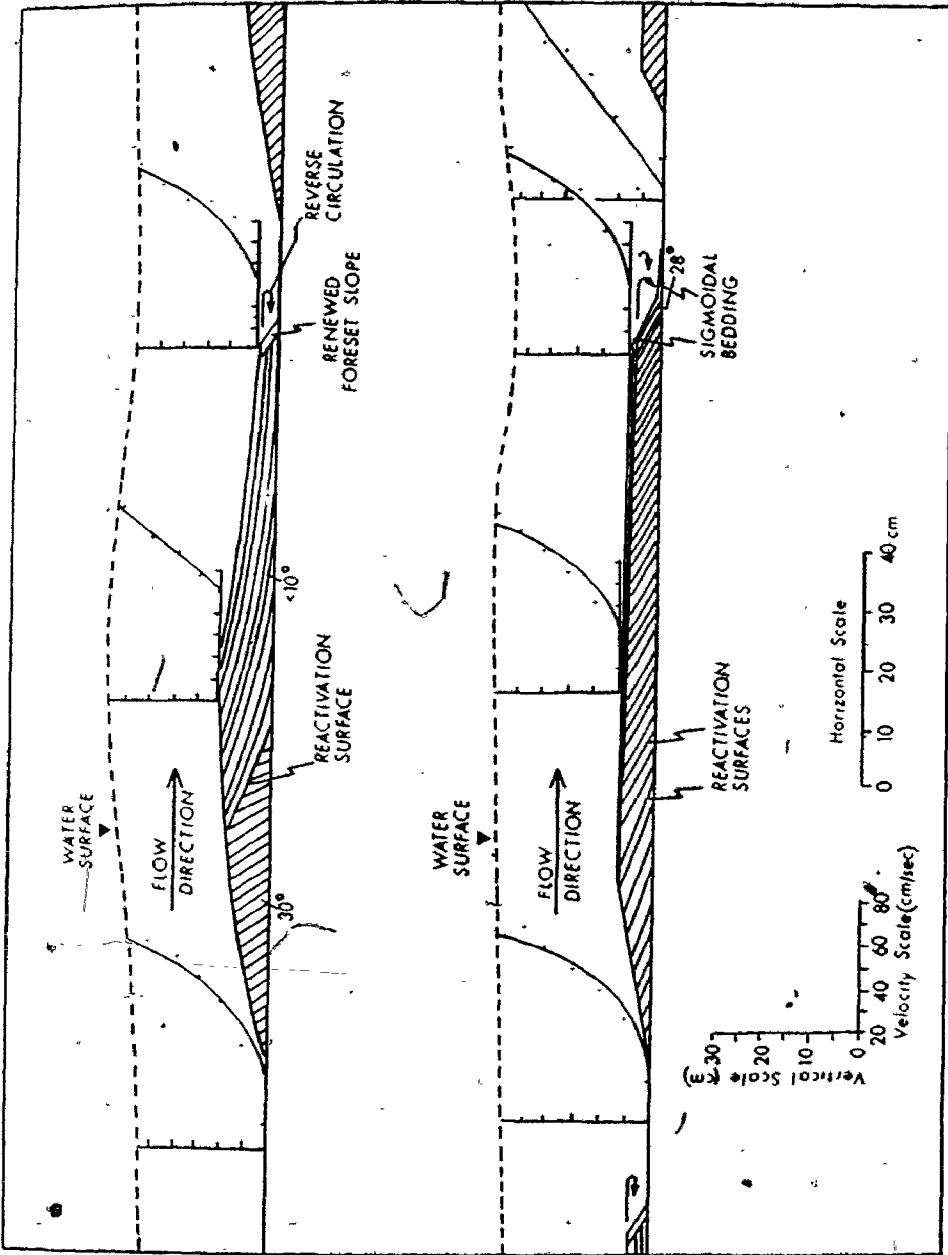 WATER
SURFACE
FLOW
DIRECTION
30°
REACTIVATION
SURFACE
<10°
RENEWED
FORESET SLOPE
REVERSE
CIRCULATION
WATER
SURFACE
FLOW
DIRECTION
REACTIVATION
SURFACES
SIGMOIDAL
BEDDING
28°
Vertical Scale
30
20
10
0
20 40 60 80
Velocity Scale(cm/sec)
Horizontal Scale
0 10 20 30 40 cm